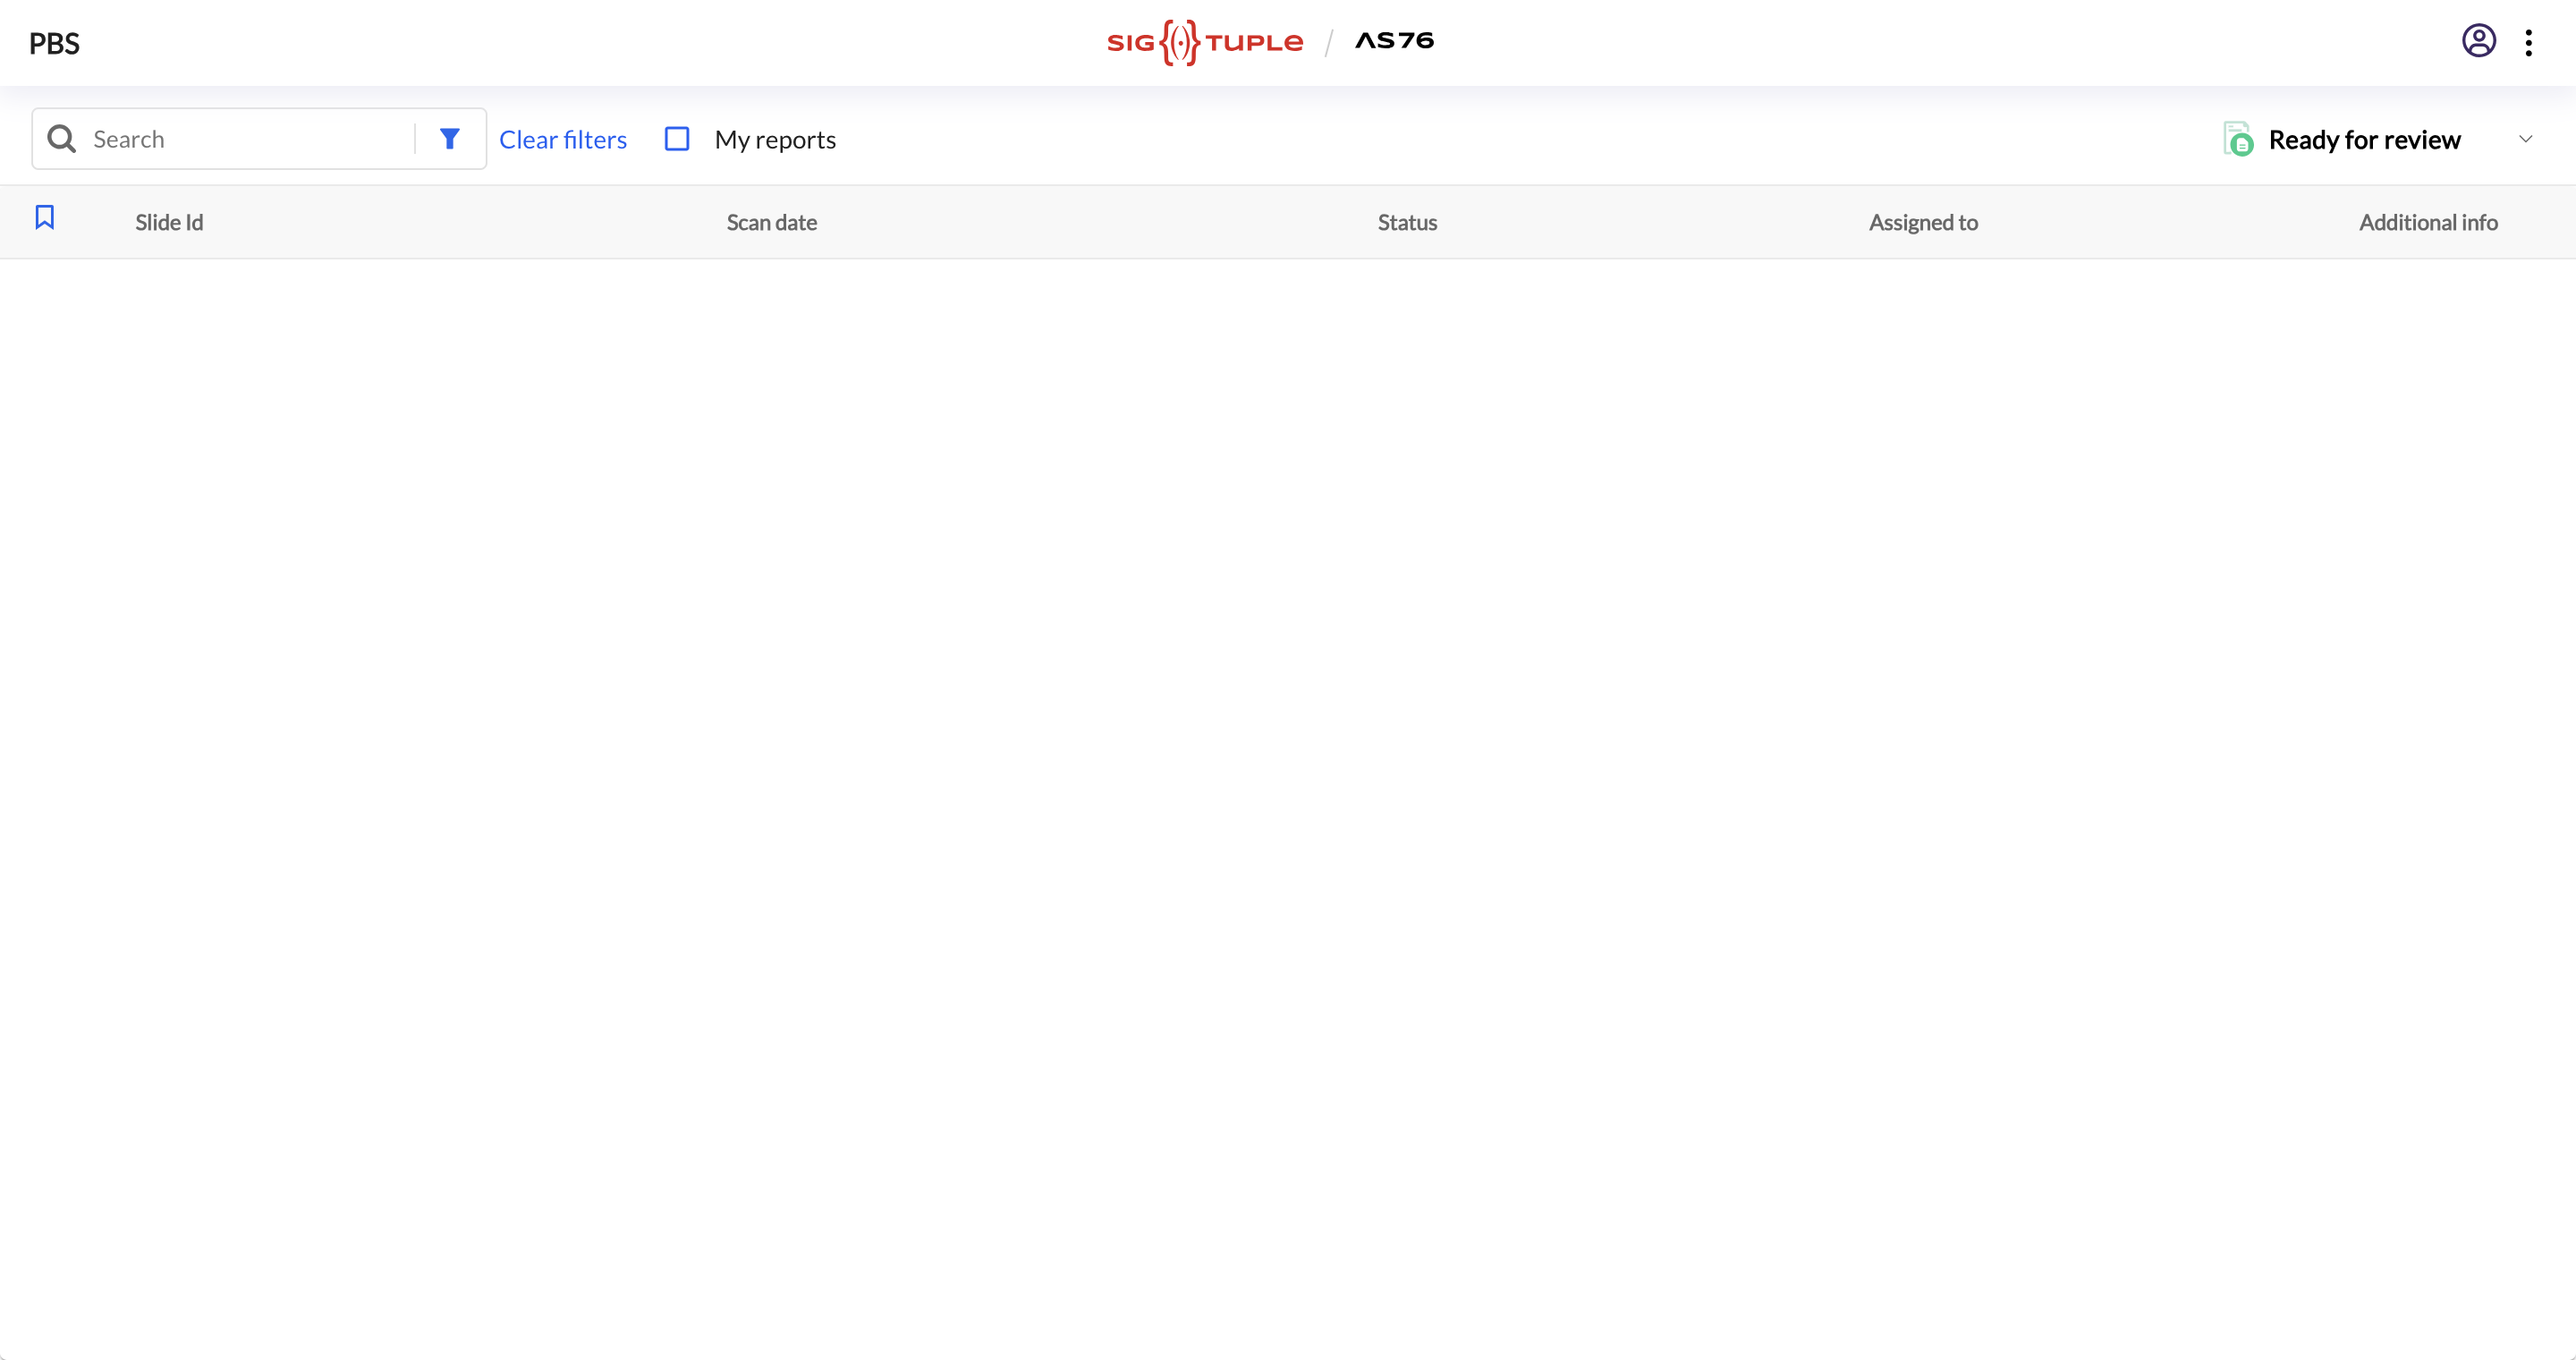 PBS
SIG{(·)}TUPLE / AS76
Search
Clear filters
My reports
Ready for review
Slide Id
Scan date
Status
Assigned to
Additional info